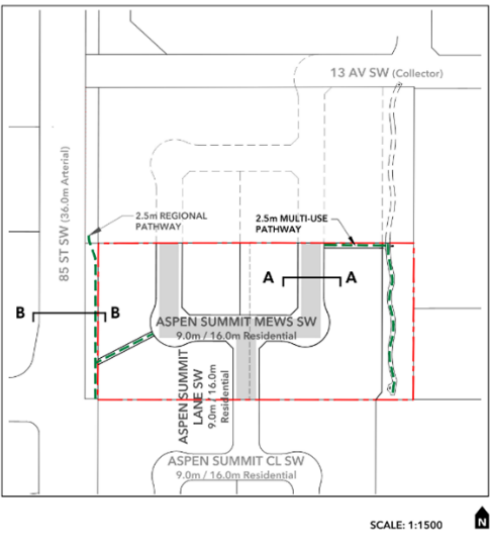 13 AV SW (Collector)
85 ST SW (36.0m Arterial)
2.5m REGIONAL
PATHWAY
2.5m MULTI-USE
PATHWAY
A A
B B
ASPEN SUMMIT MEWS SW
9.0m / 16.0m Residential
ASPEN SUMMIT
LANE SW
9.0m / 16.0m
Residential
ASPEN SUMMIT CL SW
9.0m / 16.0m Residential
SCALE: 1:1500
N